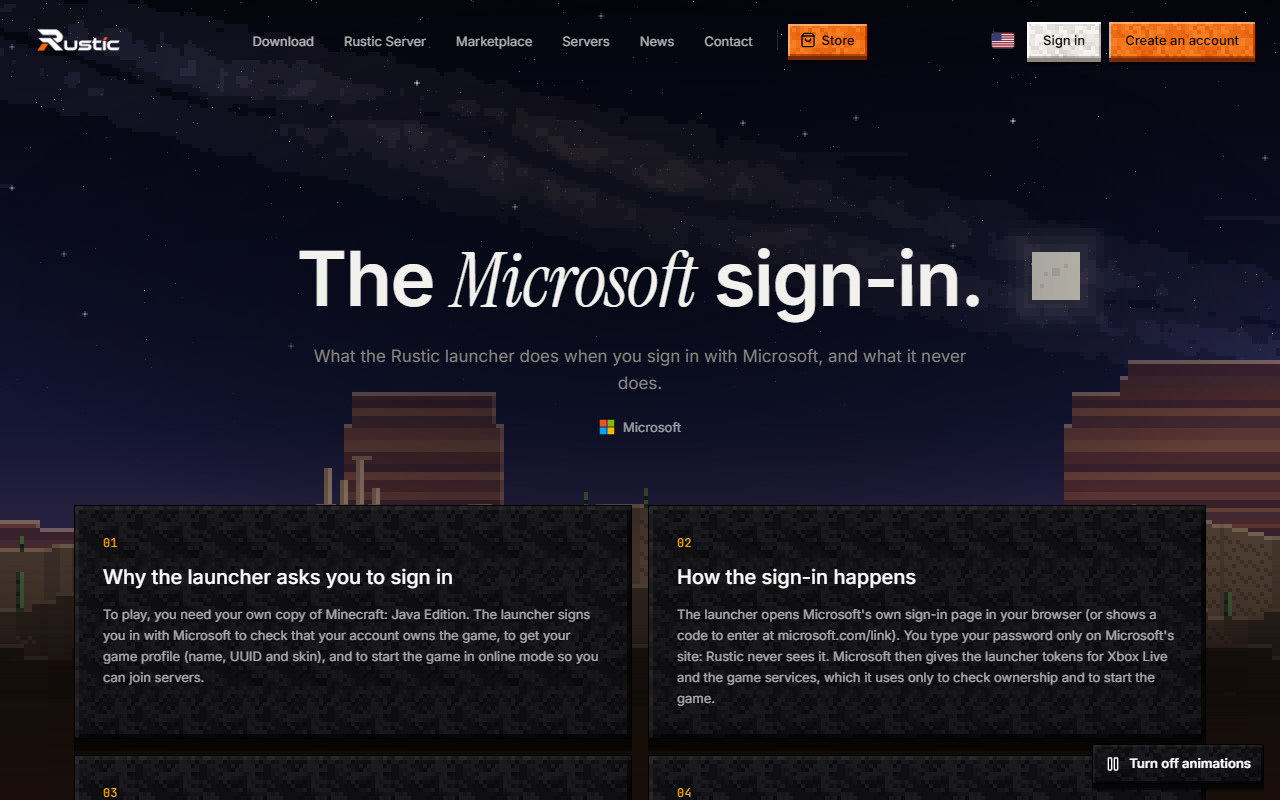 Rustic
Download
Rustic Server
Marketplace
Servers
News
Contact
Store
Sign in
Create an account
The Microsoft sign-in.
What the Rustic launcher does when you sign in with Microsoft, and what it never
does.
Microsoft
01
Why the launcher asks you to sign in
To play, you need your own copy of Minecraft: Java Edition. The launcher signs
you in with Microsoft to check that your account owns the game, to get your
game profile (name, UUID and skin), and to start the game in online mode so you
can join servers.
02
How the sign-in happens
The launcher opens Microsoft's own sign-in page in your browser (or shows a
code to enter at microsoft.com/link). You type your password only on Microsoft's
site: Rustic never sees it. Microsoft then gives the launcher tokens for Xbox Live
and the game services, which it uses only to check ownership and to start the
game.
03
04
Turn off animations